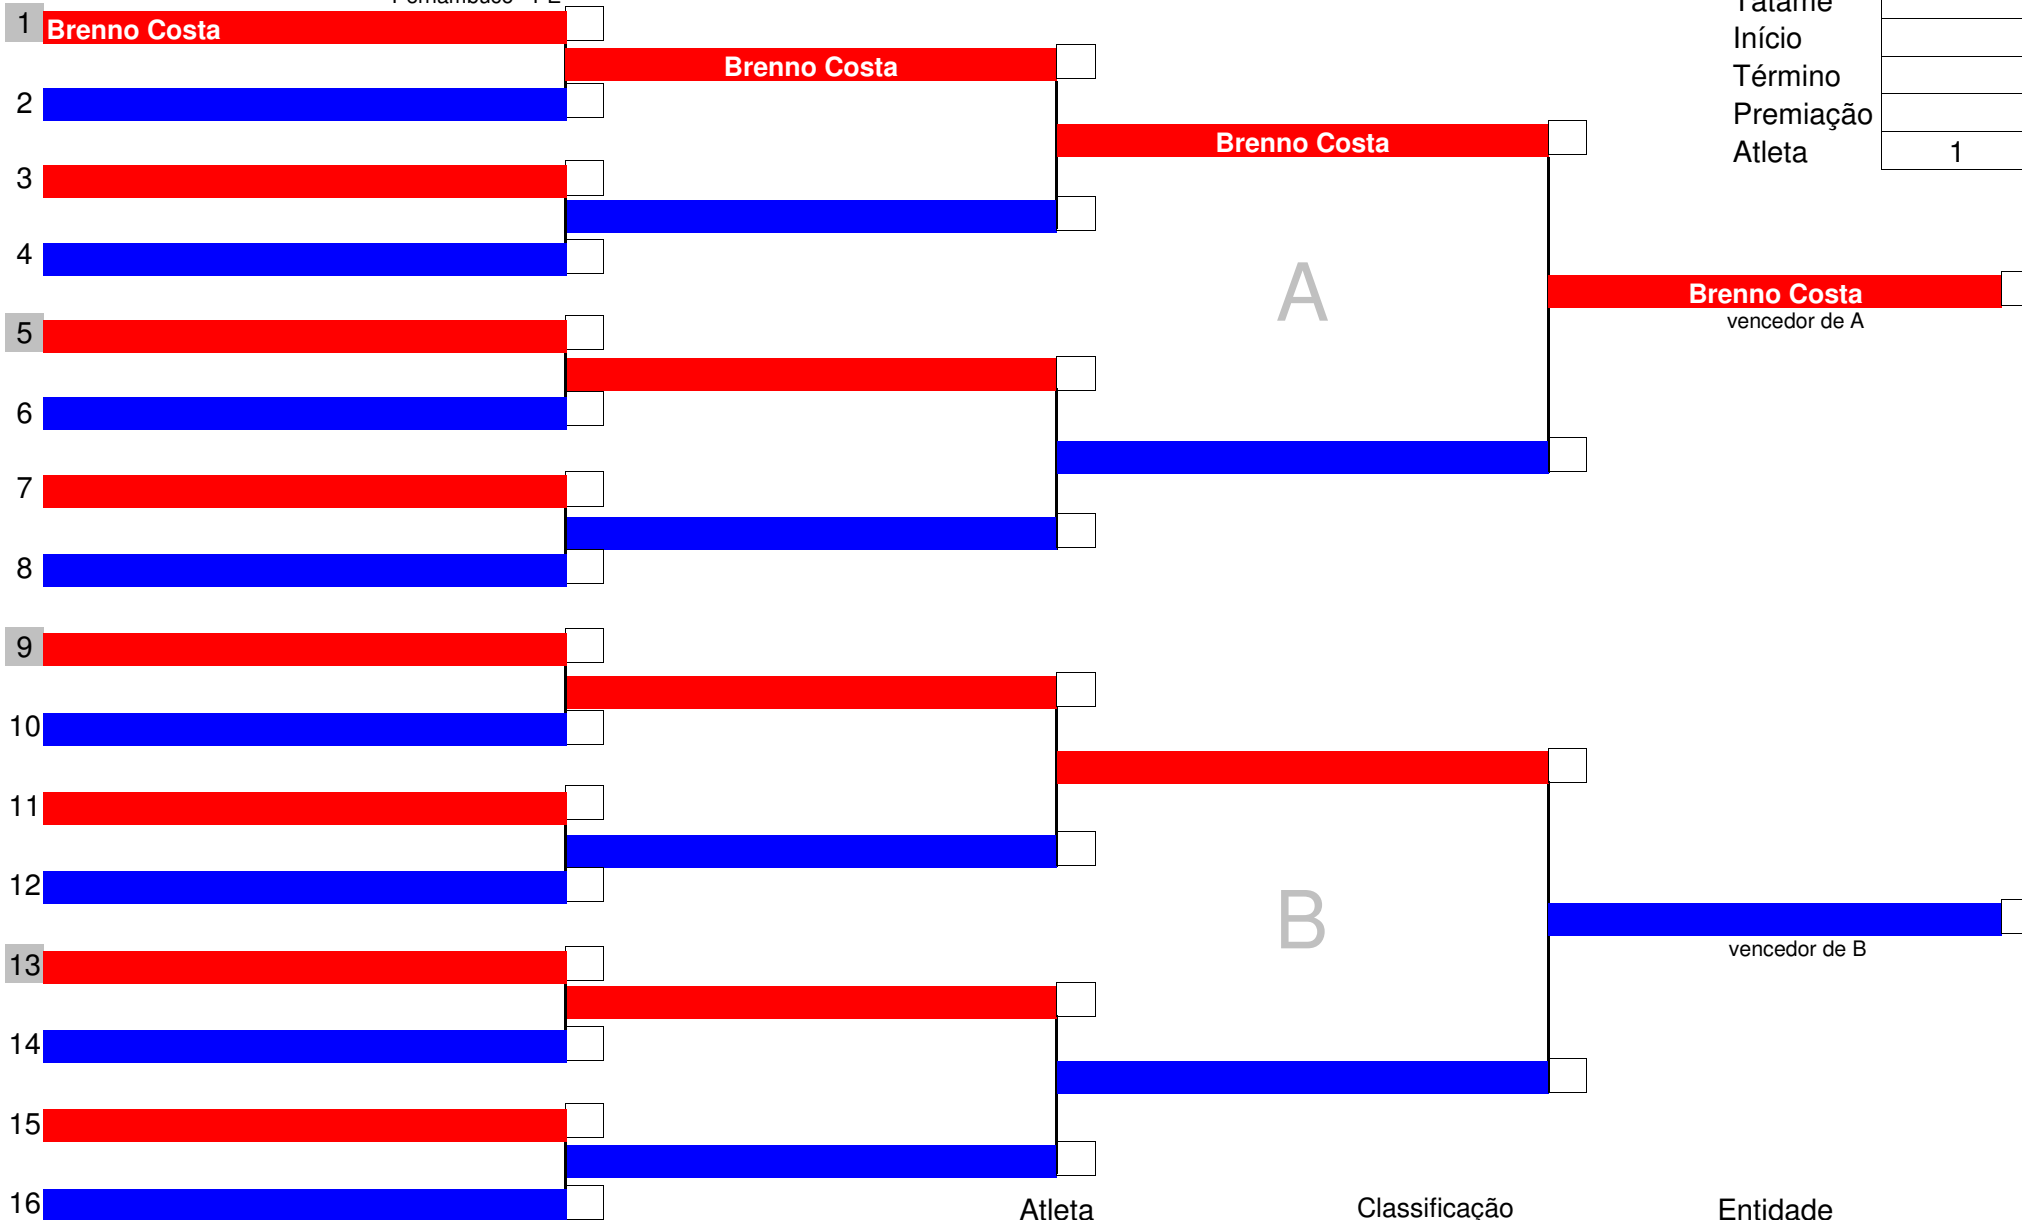 Tatame
1 Brenno Costa
Início
Brenno Costa
Término
2
Premiação
Brenno Costa
Atleta 1
3
4
A
Brenno Costa
vencedor de A
5
6
7
8
9
10
11
12
B
vencedor de B
13
14
15
16
Atleta Classificação Entidade